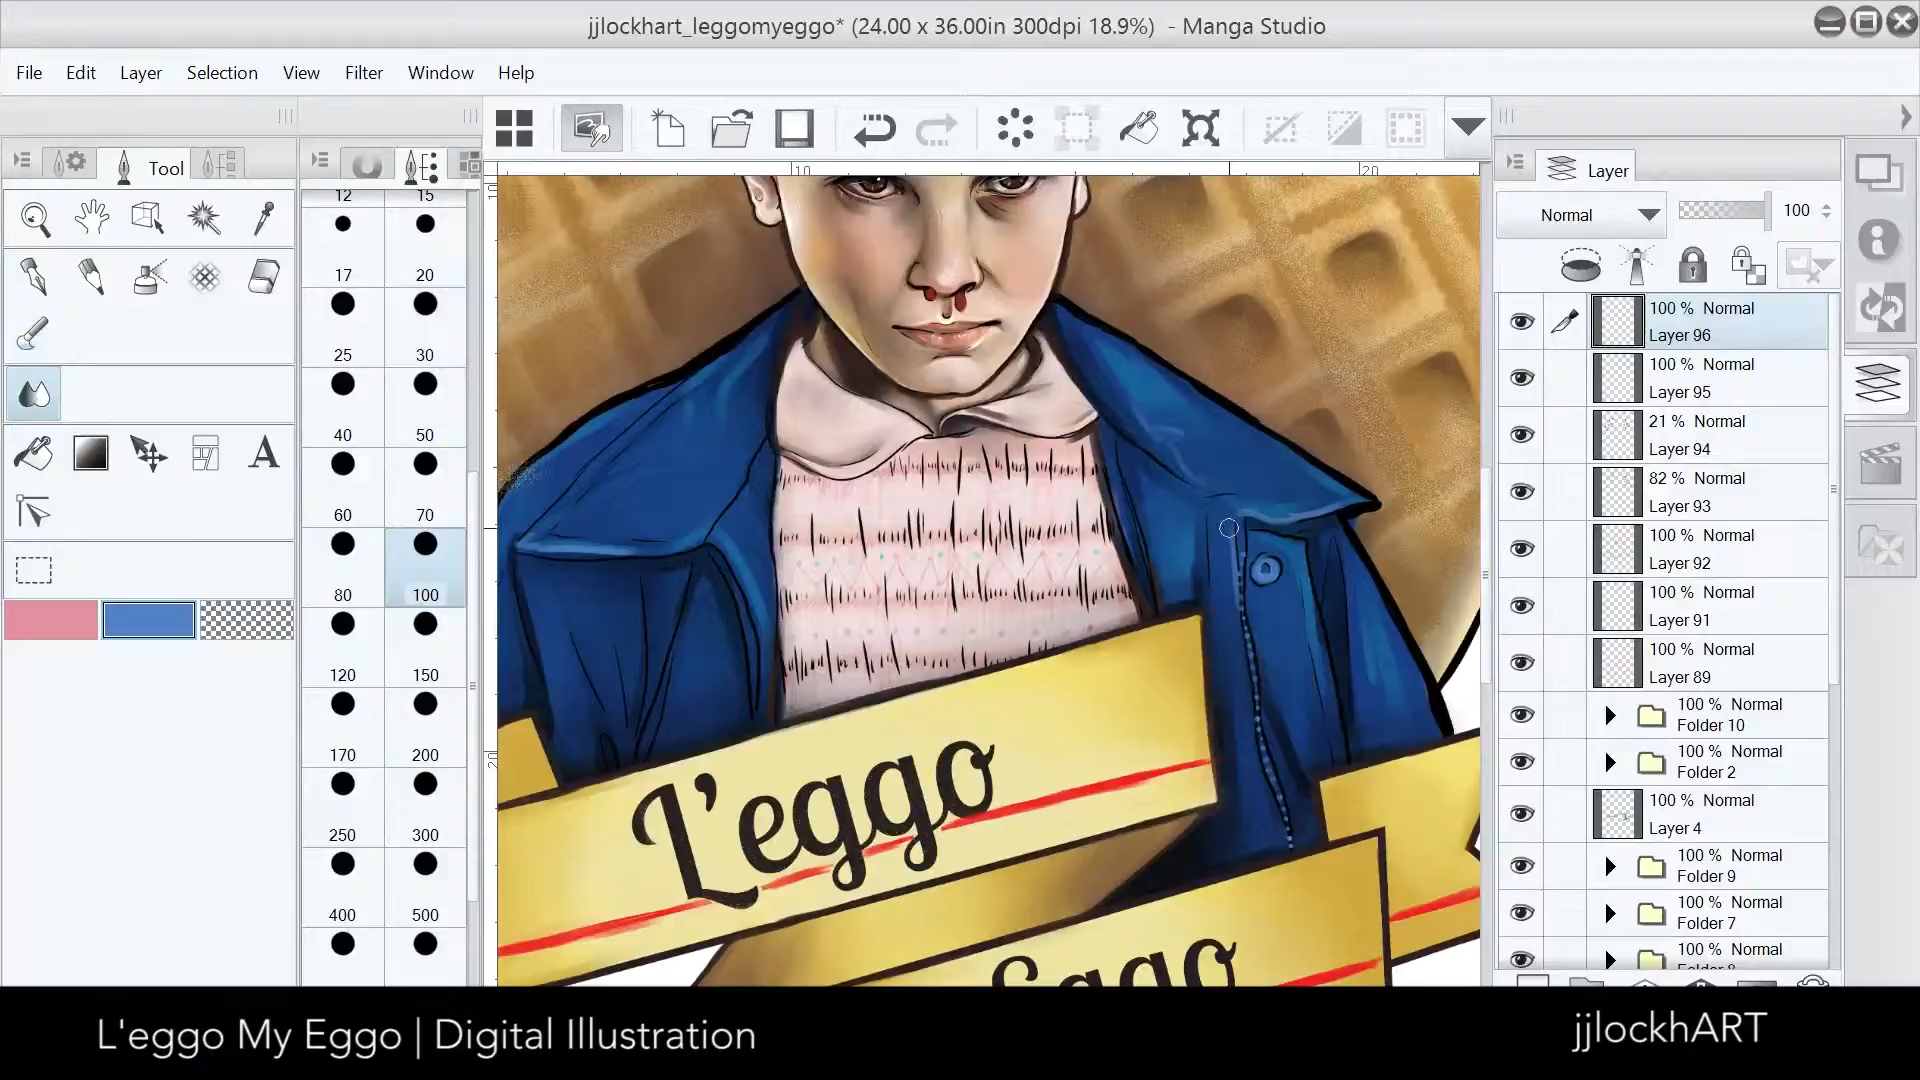 jjlockhart_leggomyeggo* (24.00 x 36.00in 300dpi 18.9%) - Manga Studio
File Edit Layer Selection View Filter Window Help
Tool
Layer
10
20
20
Normal 100
12 15
17 20
25 30
40 50
60 70
80 100
120 150
170 200
250 300
400 500
100 % Normal
Layer 96
100 % Normal
Layer 95
21 % Normal
Layer 94
82 % Normal
Layer 93
100 % Normal
Layer 92
100 % Normal
Layer 91
100 % Normal
Layer 89
100 % Normal
Folder 10
100 % Normal
Folder 2
100 % Normal
Layer 4
100 % Normal
Folder 9
100 % Normal
Folder 7
100 % Normal
L'eggo
Eggo
L'eggo My Eggo | Digital Illustration
jjlockhART